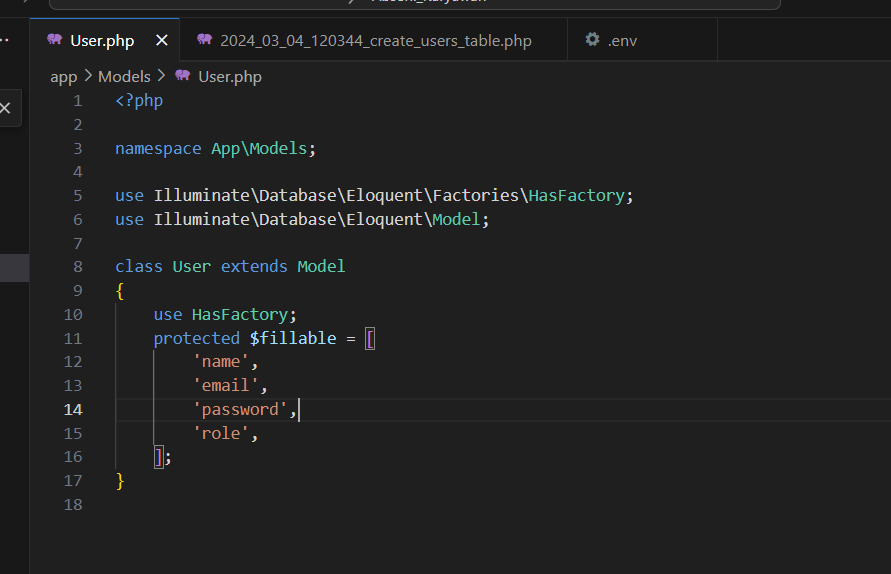 User.php
2024_03_04_120344_create_users_table.php
.env
app > Models > User.php
1 <?php
2
3 namespace App\Models;
4
5 use Illuminate\Database\Eloquent\Factories\HasFactory;
6 use Illuminate\Database\Eloquent\Model;
7
8 class User extends Model
9 {
10 use HasFactory;
11 protected $fillable = [
12 'name',
13 'email',
14 'password',
15 'role',
16 ];
17 }
18